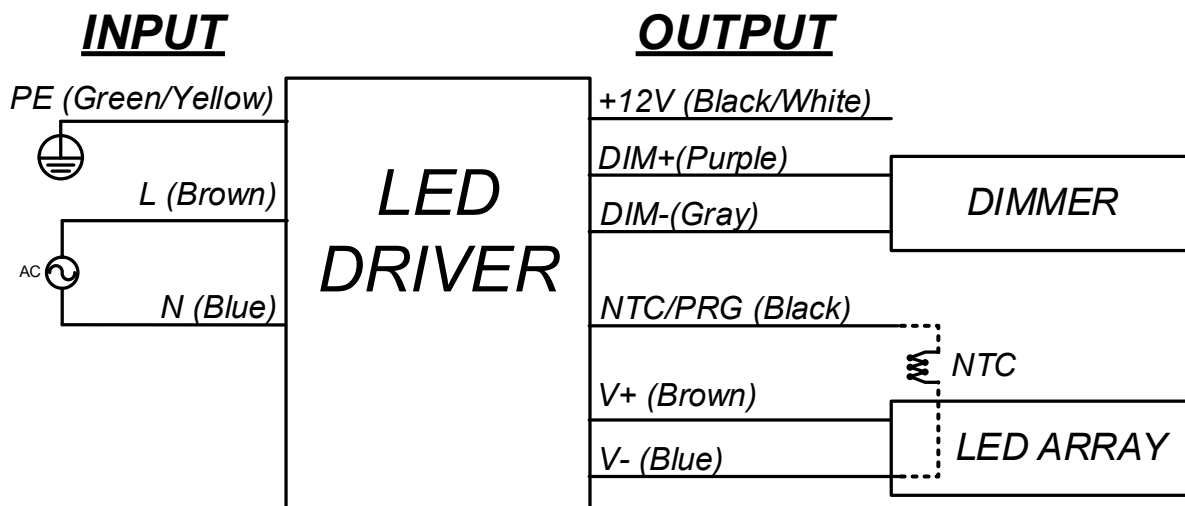 INPUT
OUTPUT
PE (Green/Yellow)
L (Brown)
AC
N (Blue)
LED
DRIVER
+12V (Black/White)
DIM+(Purple)
DIM-(Gray)
DIMMER
NTC/PRG (Black)
NTC
V+ (Brown)
V- (Blue)
LED ARRAY